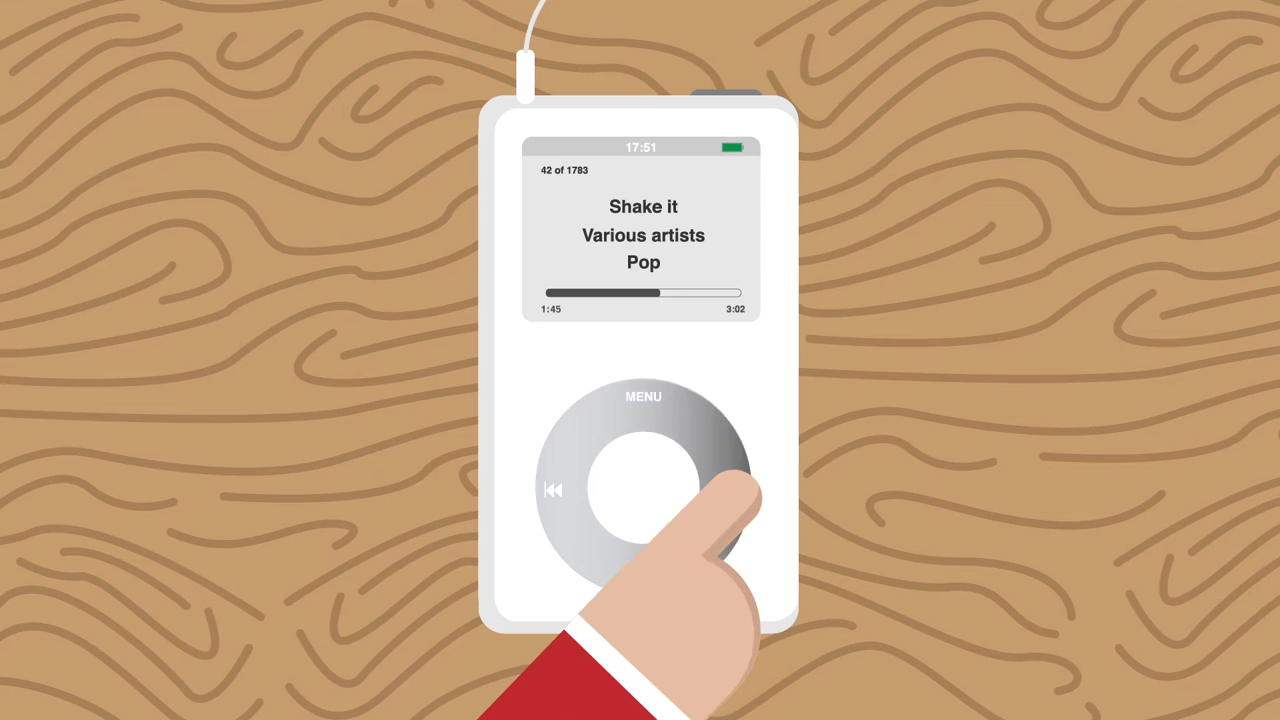 17:51
42 of 1783
Shake it
Various artists
Pop
1:45 3:02
MENU